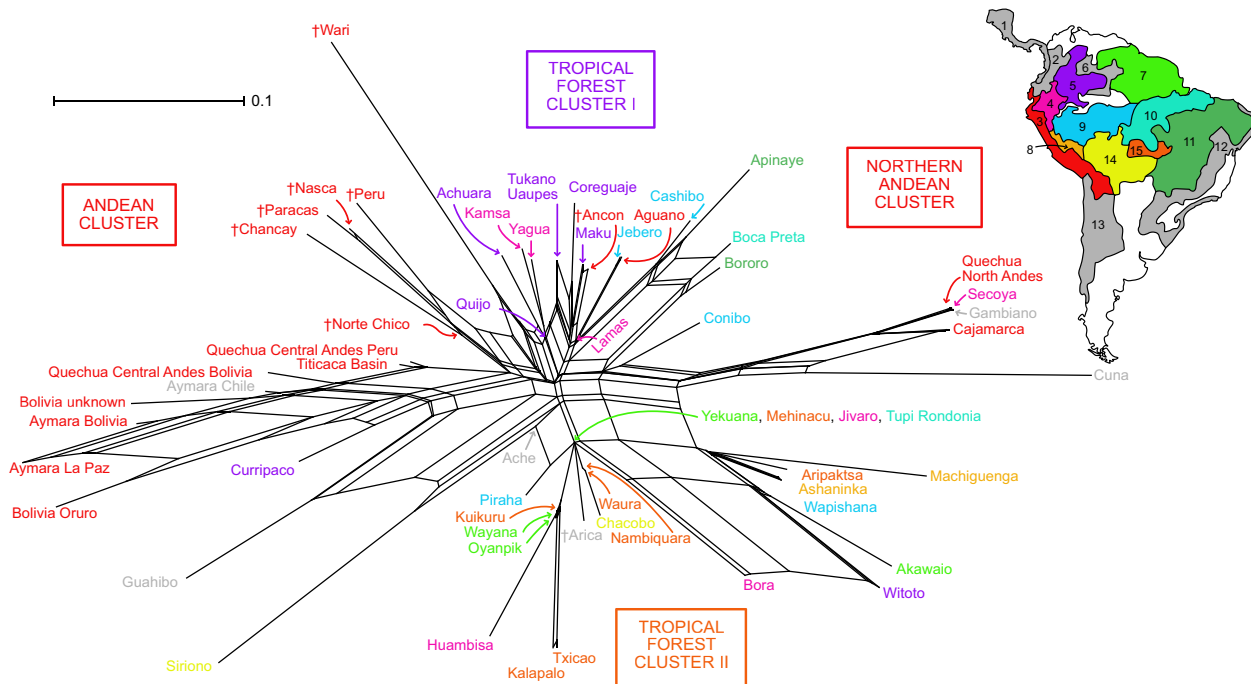 †Wari
0.1
TROPICAL
FOREST
CLUSTER I
ANDEAN
CLUSTER
NORTHERN
ANDEAN
CLUSTER
†Nasca
†Peru
†Paracas
†Chancay
Achuara
Tukano
Uaupes
Kamsa
Yagua
Coreguaje
†Ancon
Maku
Jebero
Aguano
Cashibo
Apinaye
Boca Preta
Bororo
Quijo
Lamas
Conibo
†Norte Chico
Quechua
North Andes
Secoya
Gambiano
Cajamarca
Cuna
Quechua Central Andes Peru
Titicaca Basin
Quechua Central Andes Bolivia
Aymara Chile
Bolivia unknown
Aymara Bolivia
Aymara La Paz
Bolivia Oruro
Curripaco
Guahibo
Siriono
Ache
Yekuana, Mehinacu, Jivaro, Tupi Rondonia
Piraha
Kuikuru
Wayana
Oyanpik
†Arica
Waura
Chacobo
Nambiquara
Huambisa
Txicao
Kalapalo
Aripaktsa
Ashaninka
Wapishana
Machiguenga
Akawaio
Witoto
Bora
TROPICAL
FOREST
CLUSTER II
1
2
6
5
7
4
3
9
10
8
14
15
11
12
13